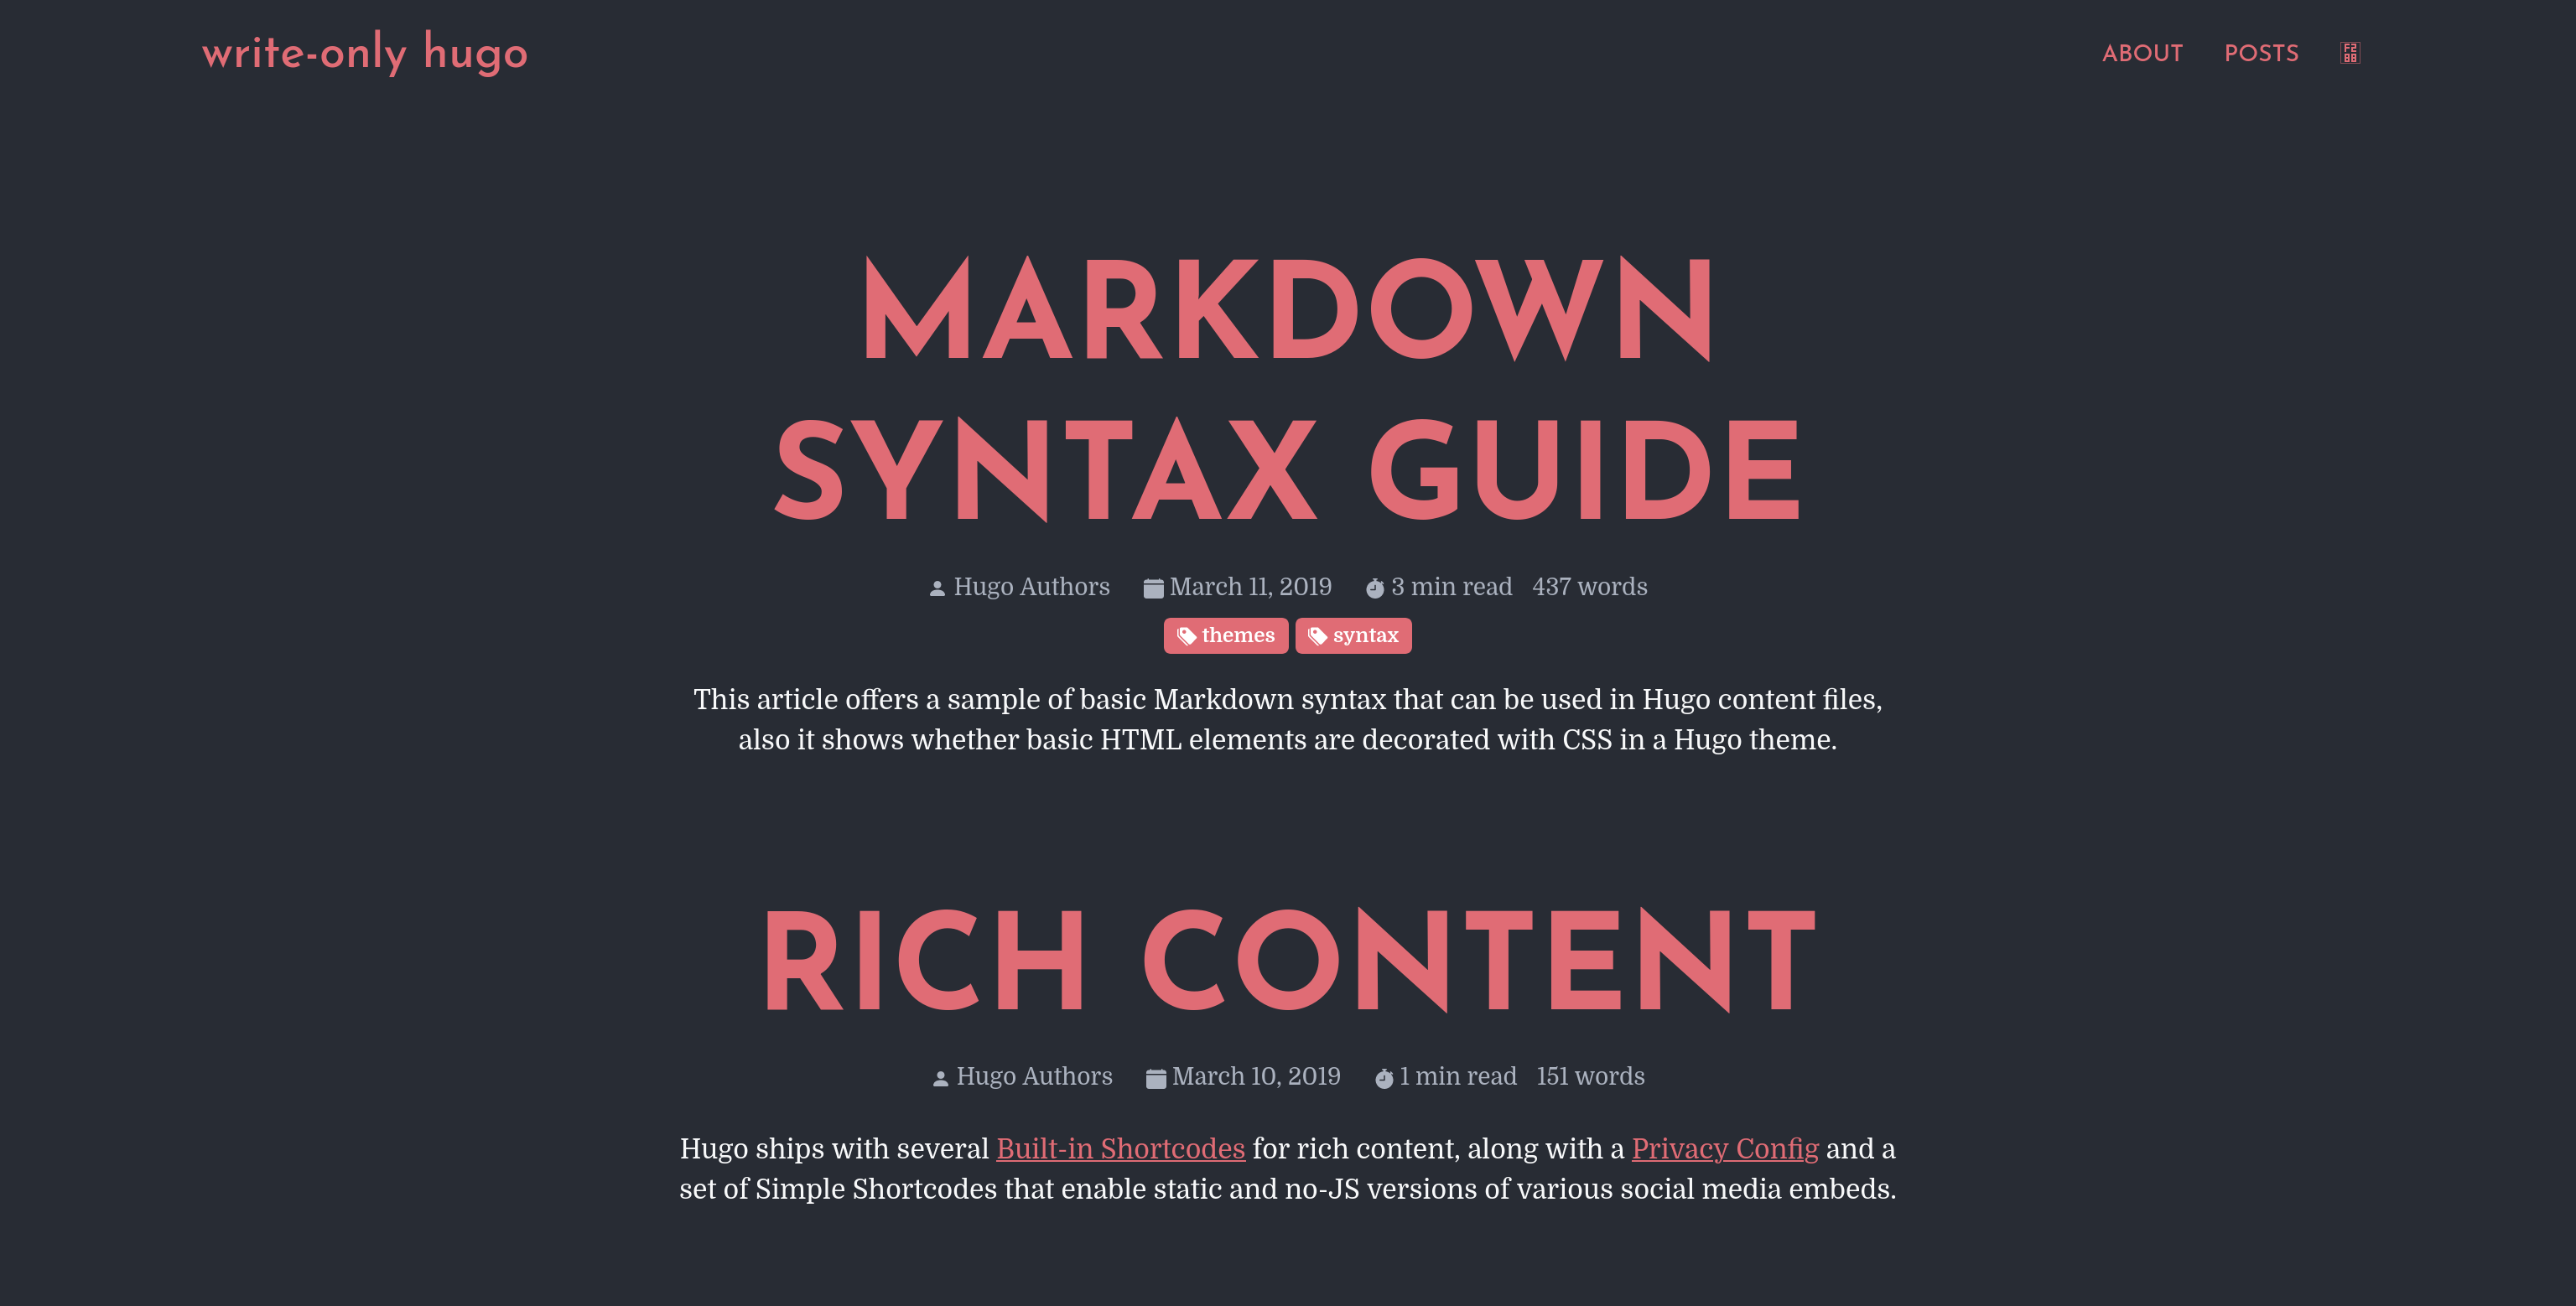 write-only hugo
ABOUT POSTS
MARKDOWN
SYNTAX GUIDE
Hugo Authors March 11, 2019 3 min read 437 words
themes syntax
This article offers a sample of basic Markdown syntax that can be used in Hugo content files,
also it shows whether basic HTML elements are decorated with CSS in a Hugo theme.
RICH CONTENT
Hugo Authors March 10, 2019 1 min read 151 words
Hugo ships with several Built-in Shortcodes for rich content, along with a Privacy Config and a
set of Simple Shortcodes that enable static and no-JS versions of various social media embeds.